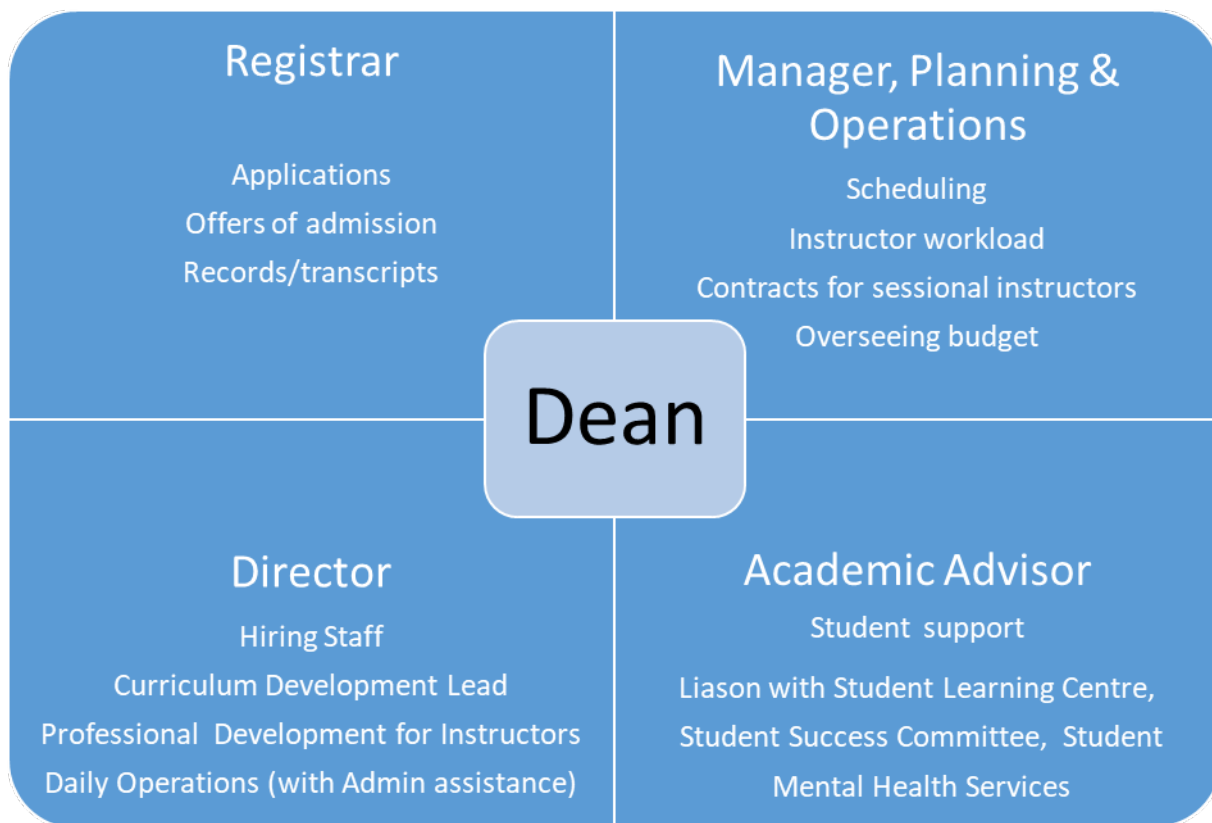 Registrar
Applications
Offers of admission
Records/transcripts
Manager, Planning &
Operations
Scheduling
Instructor workload
Contracts for sessional instructors
Overseeing budget
Dean
Director
Hiring Staff
Curriculum Development Lead
Professional Development for Instructors
Daily Operations (with Admin assistance)
Academic Advisor
Student support
Liason with Student Learning Centre,
Student Success Committee, Student
Mental Health Services